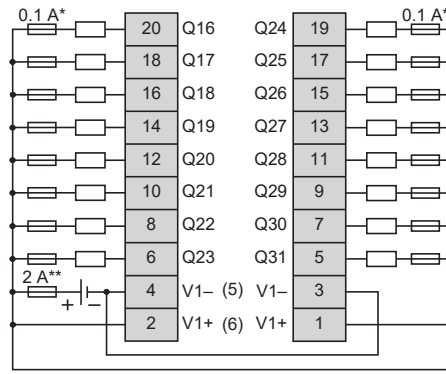 0.1 A* 20 Q16 Q24 19 0.1 A*
18 Q17 Q25 17
16 Q18 Q26 15
14 Q19 Q27 13
12 Q20 Q28 11
10 Q21 Q29 9
8 Q22 Q30 7
6 Q23 Q31 5
2 A** + – 4 V1– (5) V1– 3
2 V1+ (6) V1+ 1